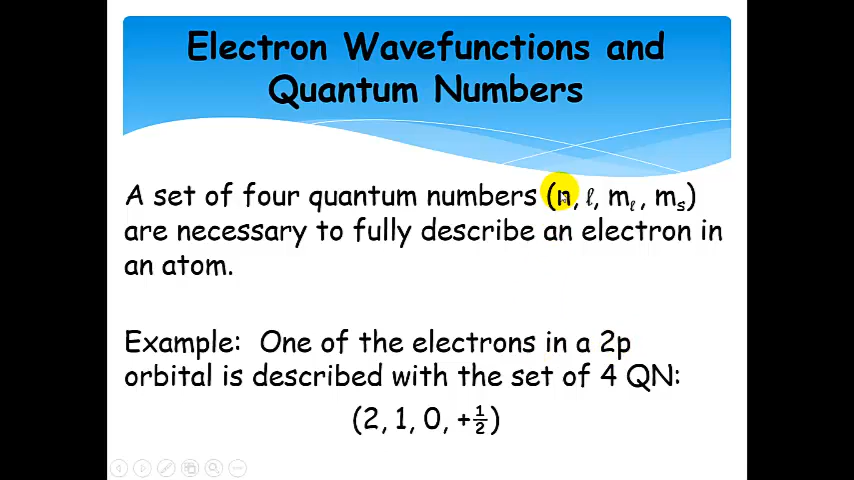 Electron Wavefunctions and
Quantum Numbers
A set of four quantum numbers (n, ℓ, mℓ, ms)
are necessary to fully describe an electron in
an atom.
Example: One of the electrons in a 2p
orbital is described with the set of 4 QN:
(2, 1, 0, +½)